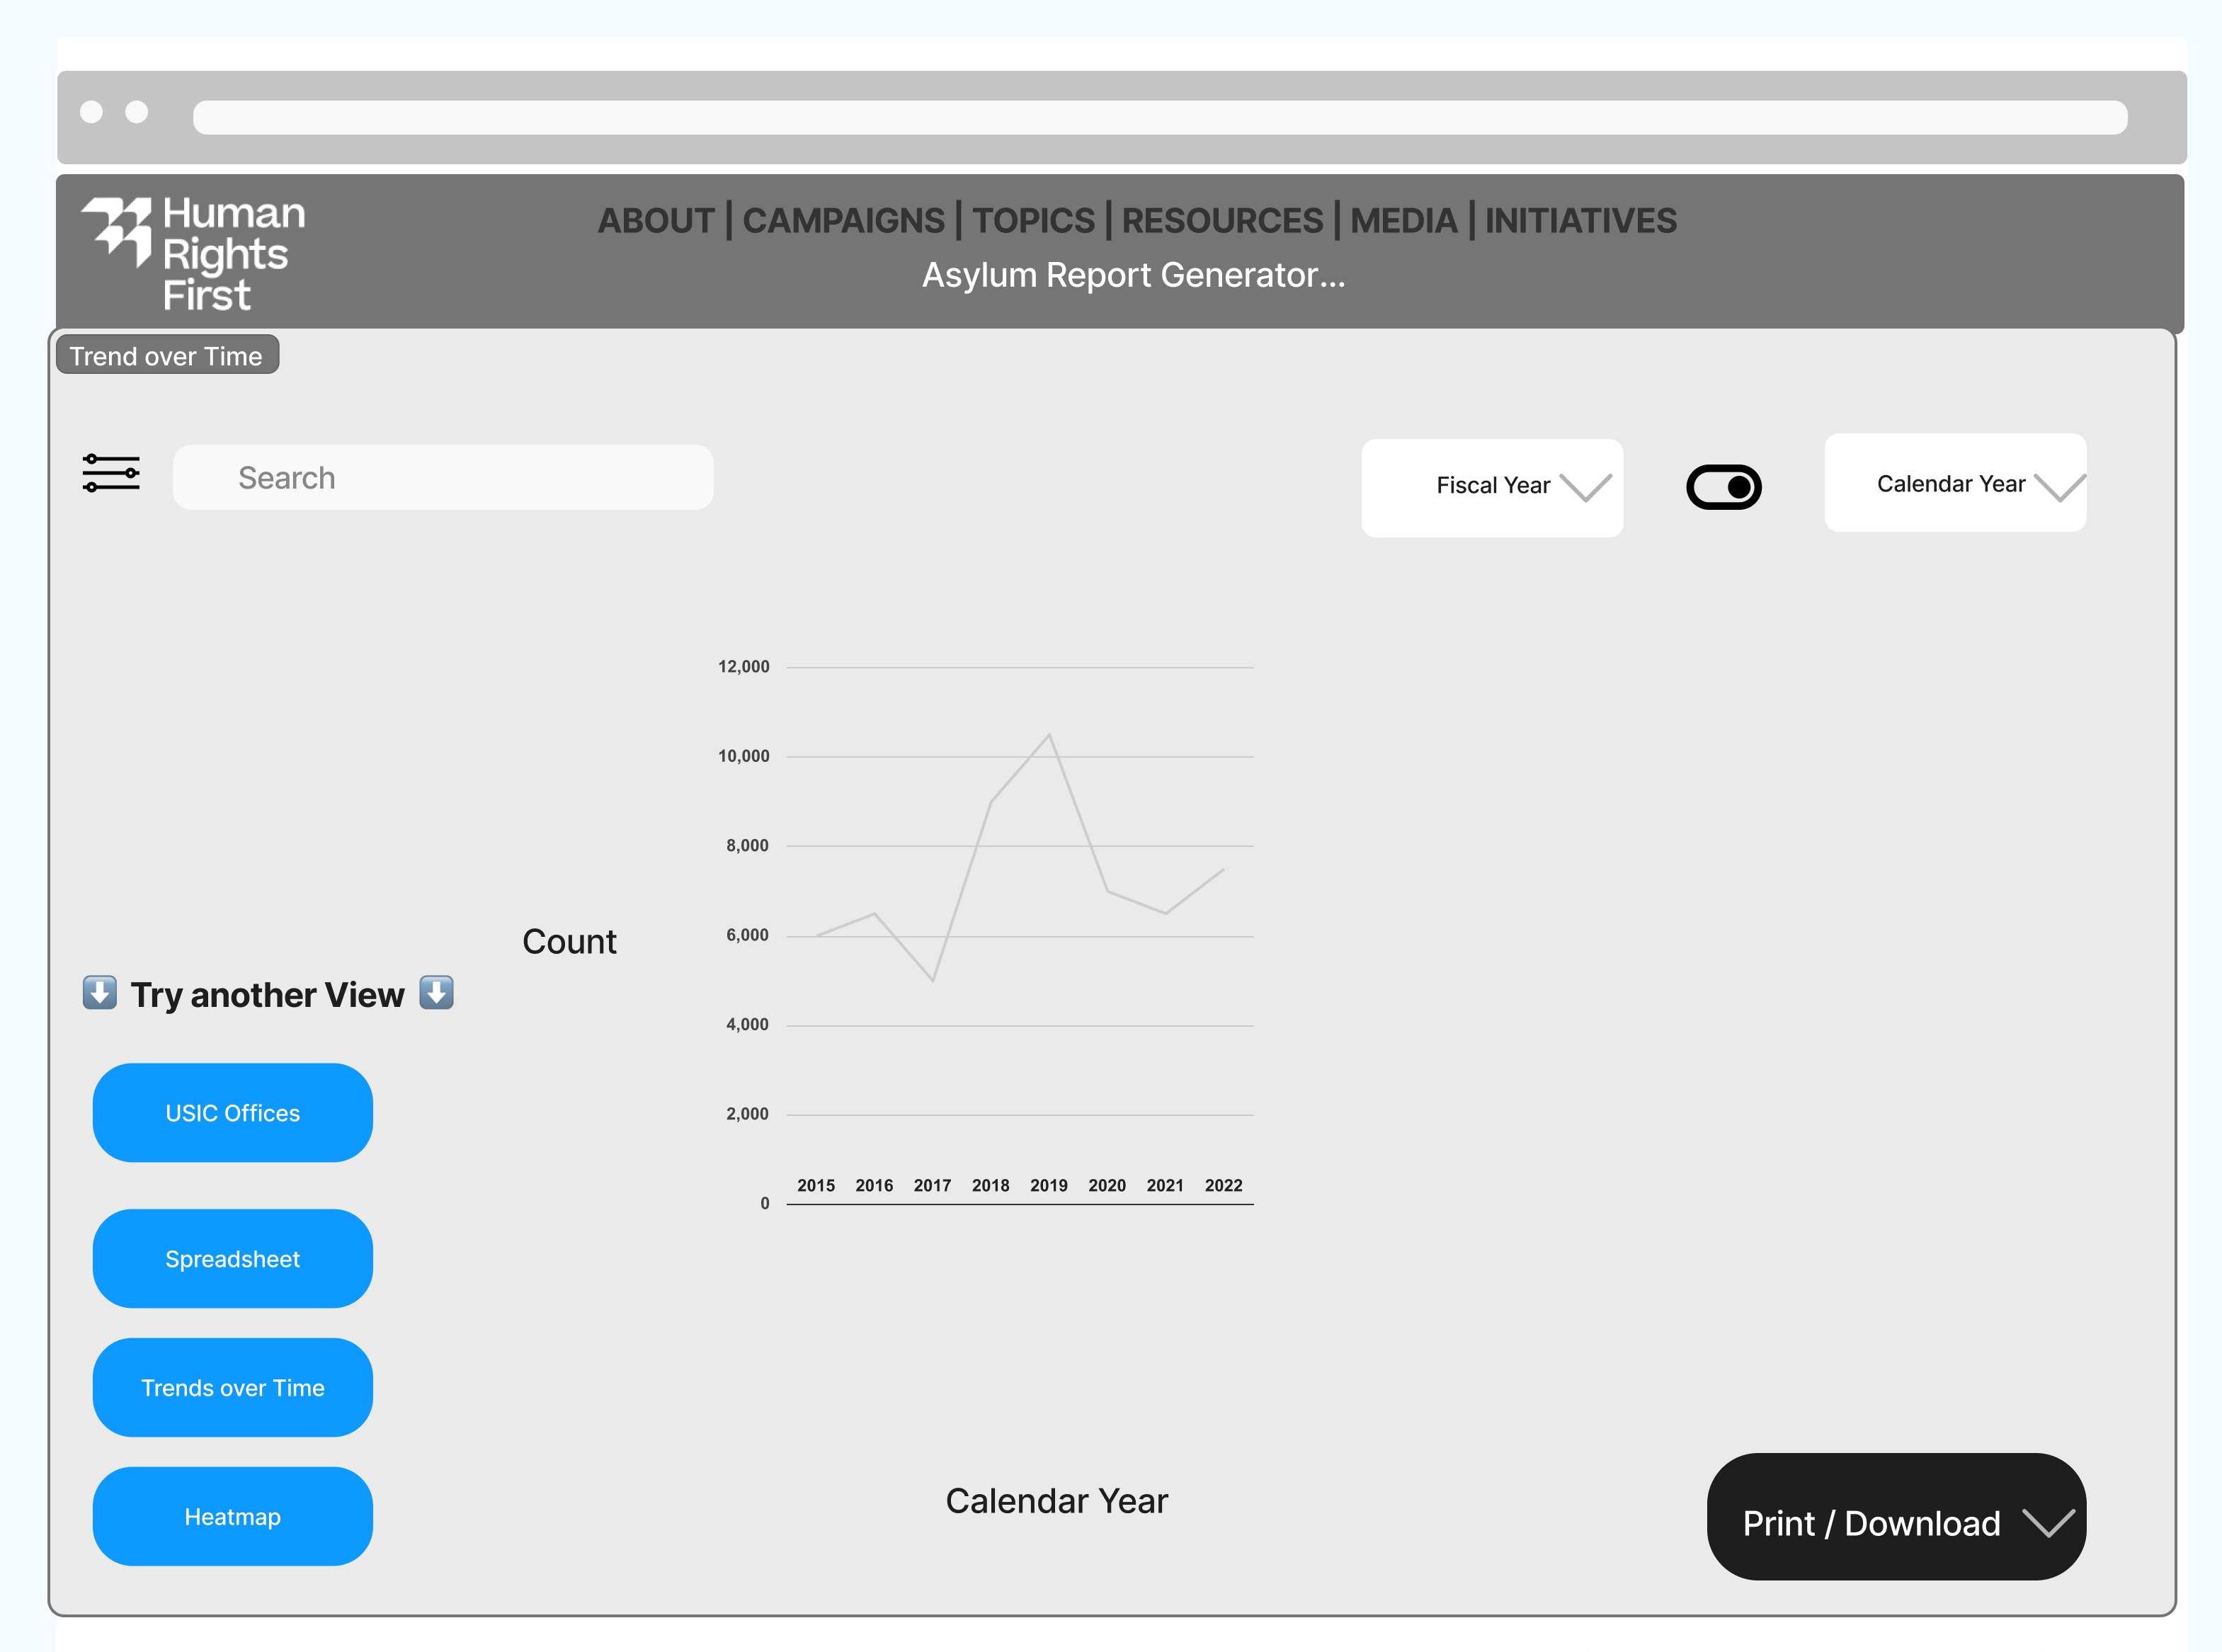 Human
Rights
First
ABOUT | CAMPAIGNS | TOPICS | RESOURCES | MEDIA | INITIATIVES
Asylum Report Generator...
Trend over Time
Search
Fiscal Year
Calendar Year
12,000
10,000
8,000
6,000
4,000
2,000
0
2015 2016 2017 2018 2019 2020 2021 2022
Count
Calendar Year
Try another View
USIC Offices
Spreadsheet
Trends over Time
Heatmap
Print / Download